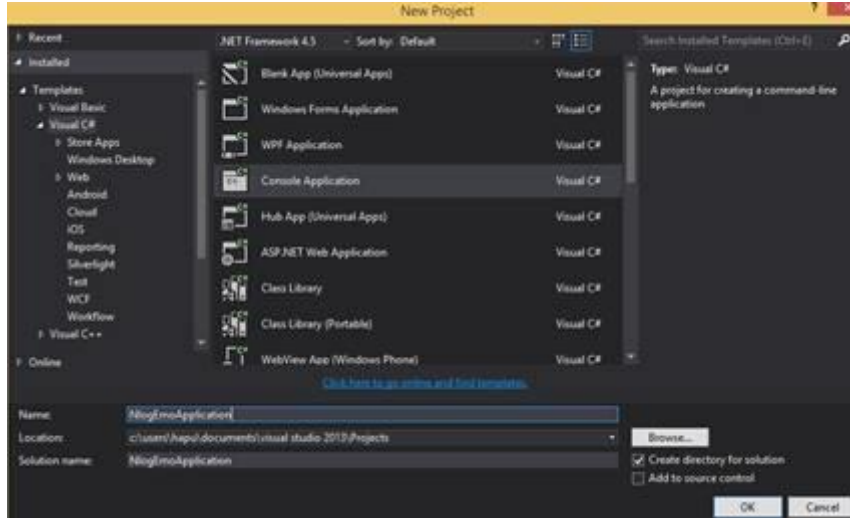 New Project
?
Recent
.NET Framework 4.5
Sort by: Default
Search Installed Templates (Ctrl+E)
Installed
Templates
Visual Basic
Visual C#
Store Apps
Windows Desktop
Web
Android
Cloud
iOS
Reporting
Silverlight
Test
WCF
Workflow
Visual C++
Online
Blank App (Universal Apps) Visual C#
Windows Forms Application Visual C#
WPF Application Visual C#
Console Application Visual C#
Hub App (Universal Apps) Visual C#
ASP.NET Web Application Visual C#
Class Library Visual C#
Class Library (Portable) Visual C#
WebView App (Windows Phone) Visual C#
Click here to go online and find templates.
Type: Visual C#
A project for creating a command-line
application
Name: NlogEmoApplication
Location: c:\users\hapu\documents\visual studio 2013\Projects
Browse...
Solution name: NlogEmoApplication
Create directory for solution
Add to source control
OK Cancel